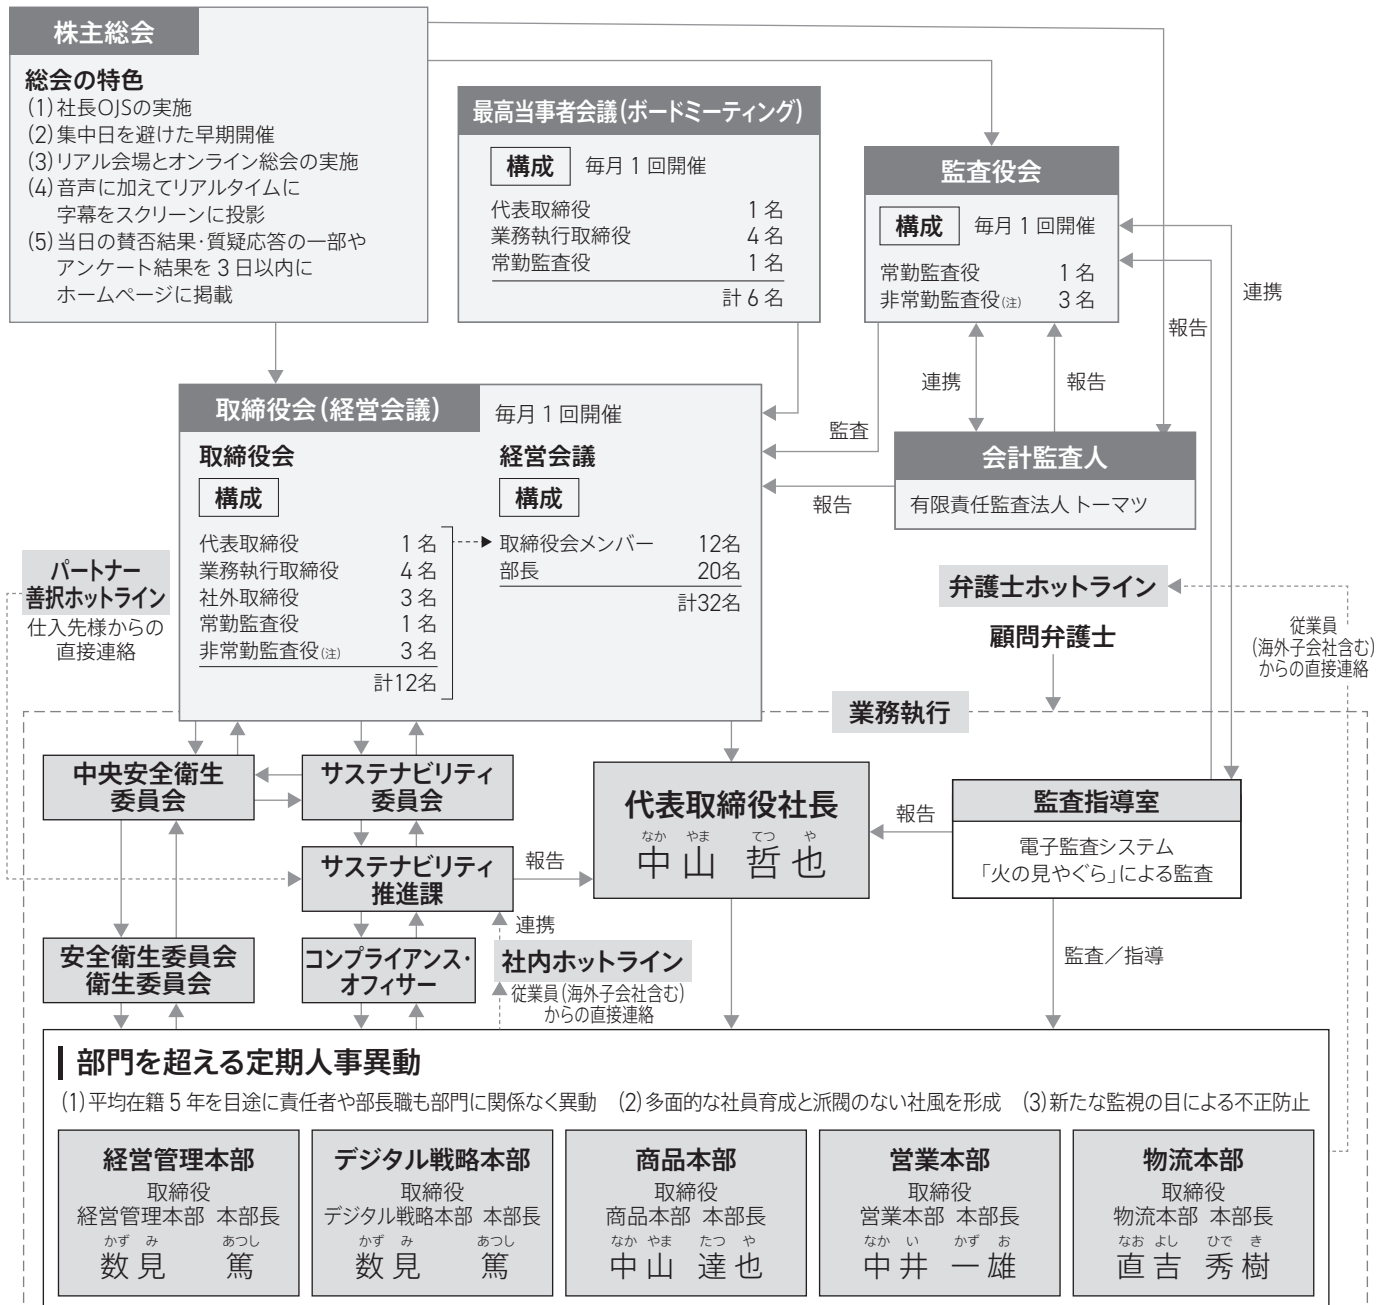 株主総会
総会の特色
(1)社長OJSの実施
(2)集中日を避けた早期開催
(3)リアル会場とオンライン総会の実施
(4)音声に加えてリアルタイムに
字幕をスクリーンに投影
(5)当日の賛否結果･質疑応答の一部や
アンケート結果を3日以内に
ホームページに掲載
最高当事者会議(ボードミーティング)
構成 毎月1回開催
代表取締役 1名
業務執行取締役 4名
常勤監査役 1名
計6名
監査役会
構成 毎月1回開催
常勤監査役 1名
非常勤監査役(注) 3名
連携
報告
連携
報告
監査
取締役会(経営会議) 毎月1回開催
取締役会
構成
代表取締役 1名
業務執行取締役 4名
社外取締役 3名
常勤監査役 1名
非常勤監査役(注) 3名
計12名
経営会議
構成
取締役会メンバー 12名
部長 20名
計32名
会計監査人
有限責任監査法人トーマツ
報告
パートナー
善択ホットライン
仕入先様からの
直接連絡
弁護士ホットライン
顧問弁護士
従業員
(海外子会社含む)
からの直接連絡
業務執行
中央安全衛生
委員会
サステナビリティ
委員会
代表取締役社長
なか やま てつ や
中山 哲也
報告
監査指導室
電子監査システム
「火の見やぐら」による監査
サステナビリティ
推進課
報告
連携
安全衛生委員会
衛生委員会
コンプライアンス･
オフィサー
社内ホットライン
従業員(海外子会社含む)
からの直接連絡
監査／指導
部門を超える定期人事異動
(1)平均在籍5年を目途に責任者や部長職も部門に関係なく異動 (2)多面的な社員育成と派閥のない社風を形成 (3)新たな監視の目による不正防止
経営管理本部
取締役
経営管理本部 本部長
かず み あつし
数見 篤
デジタル戦略本部
取締役
デジタル戦略本部 本部長
かず み あつし
数見 篤
商品本部
取締役
商品本部 本部長
なか やま たつ や
中山 達也
営業本部
取締役
営業本部 本部長
なか い かず お
中井 一雄
物流本部
取締役
物流本部 本部長
なお よし ひで き
直吉 秀樹